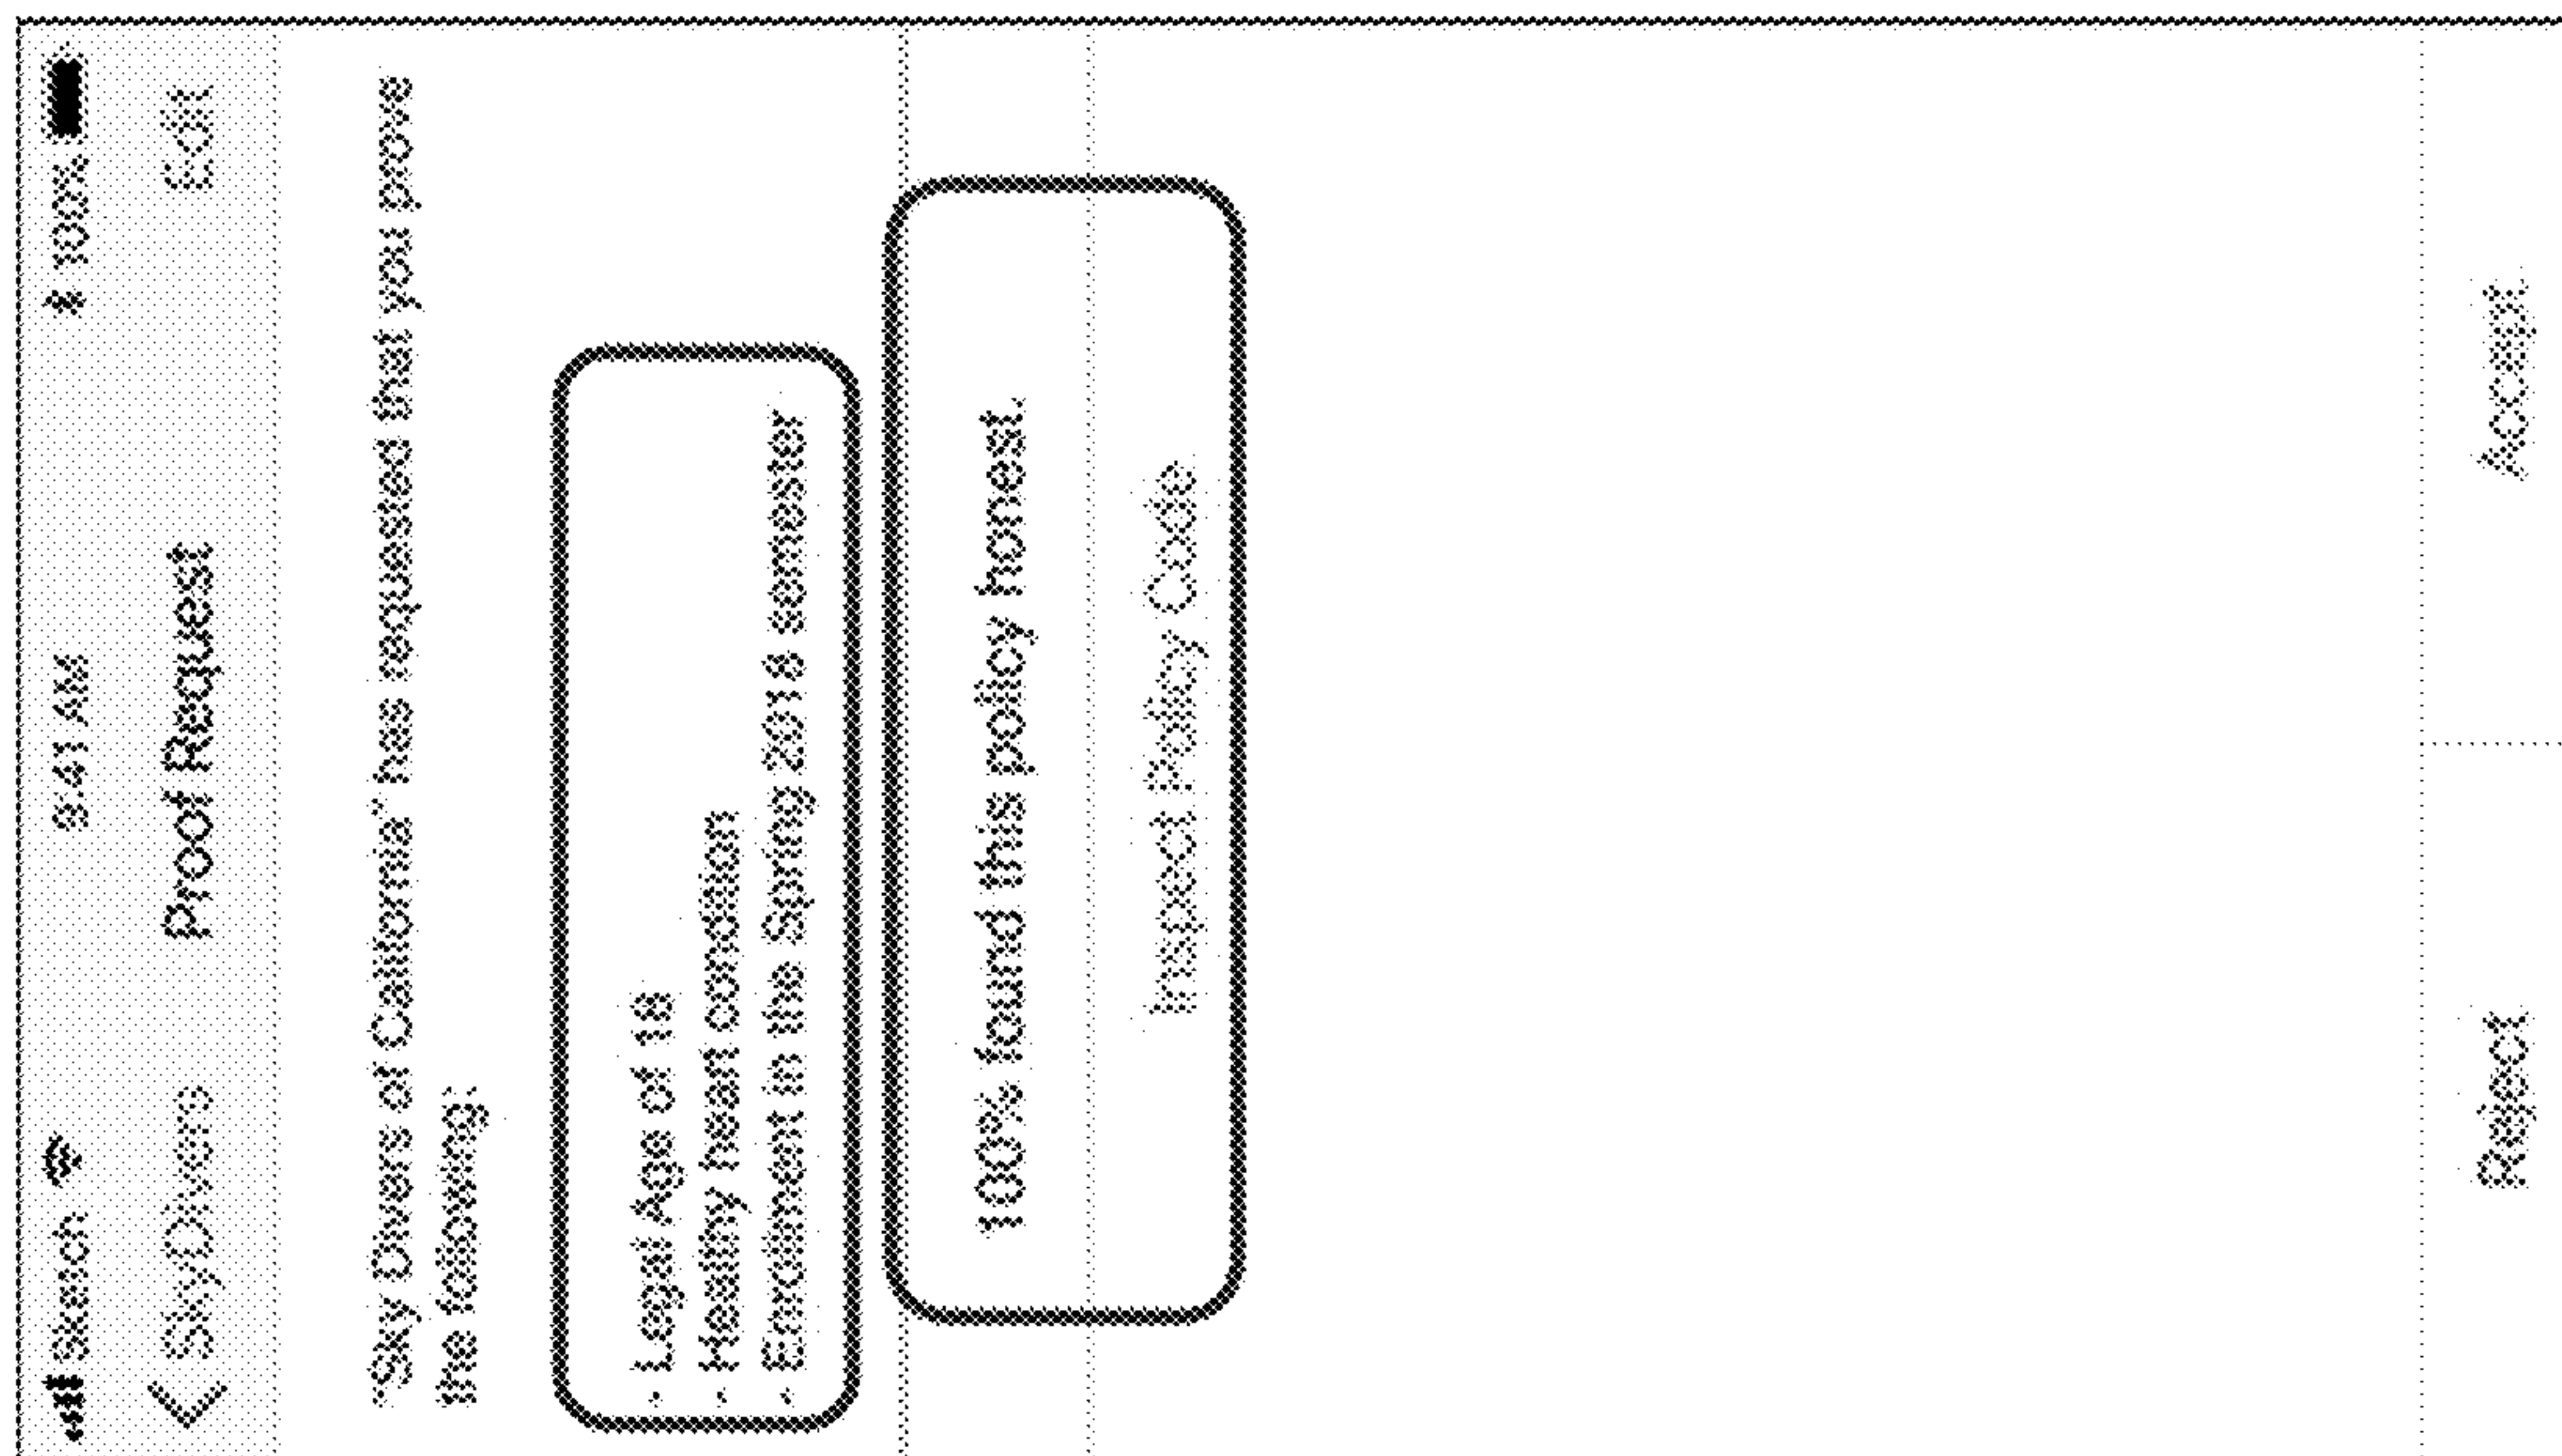 Sketch 9:41 AM 100%
SkyDivers Proof Request Edit
"Sky Divers of California" has requested that you prove
the following:
- Legal Age of 18
- Healthy heart condition
- Enrollment in the Spring 2018 semester
100% found this policy honest.
Inspect Policy Code
Reject Accept